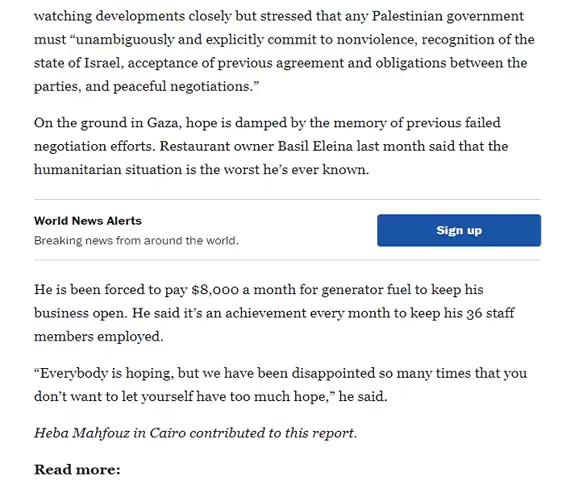 watching developments closely but stressed that any Palestinian government
must “unambiguously and explicitly commit to nonviolence, recognition of the
state of Israel, acceptance of previous agreement and obligations between the
parties, and peaceful negotiations.”
On the ground in Gaza, hope is damped by the memory of previous failed
negotiation efforts. Restaurant owner Basil Eleina last month said that the
humanitarian situation is the worst he’s ever known.
World News Alerts
Breaking news from around the world.
Sign up
He is been forced to pay $8,000 a month for generator fuel to keep his
business open. He said it’s an achievement every month to keep his 36 staff
members employed.
“Everybody is hoping, but we have been disappointed so many times that you
don’t want to let yourself have too much hope,” he said.
Heba Mahfouz in Cairo contributed to this report.
Read more: